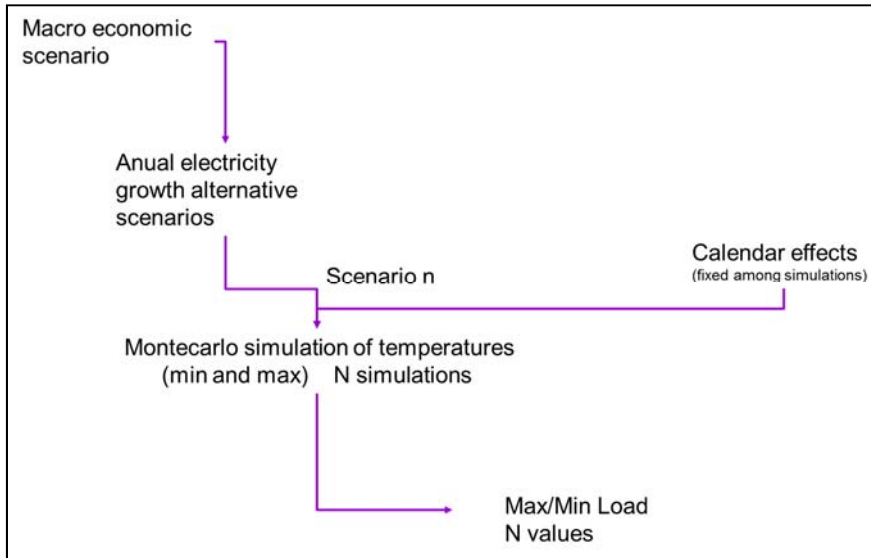 Macro economic
scenario
Anual electricity
growth alternative
scenarios
Scenario n
Calendar effects
(fixed among simulations)
Montecarlo simulation of temperatures
(min and max) N simulations
Max/Min Load
N values